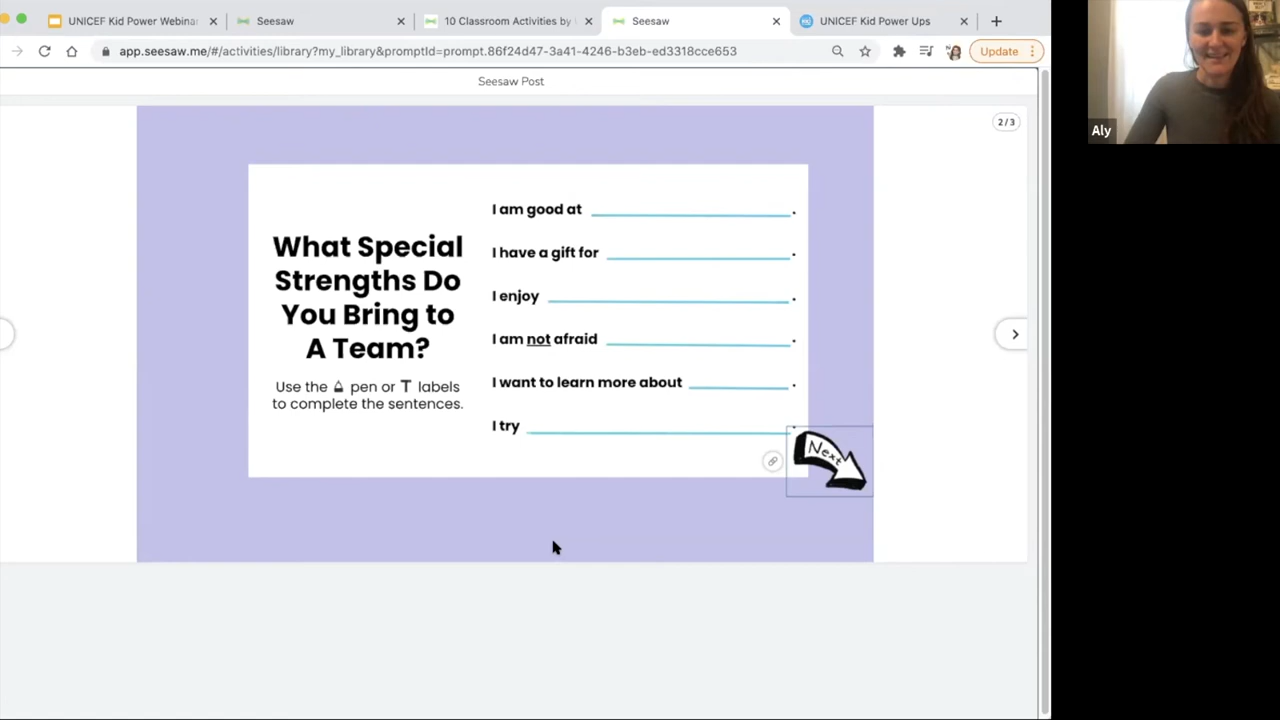 UNICEF Kid Power Webinar
Seesaw
10 Classroom Activities by
Seesaw
UNICEF Kid Power Ups
app.seesaw.me/#/activities/library?my_library&promptId=prompt.86f24d47-3a41-4246-b3eb-ed3318cce653
Update
Seesaw Post
2/3
What Special
Strengths Do
You Bring to
A Team?
Use the pen or T labels
to complete the sentences.
I am good at .
I have a gift for .
I enjoy .
I am not afraid .
I want to learn more about .
I try .
Next
Aly